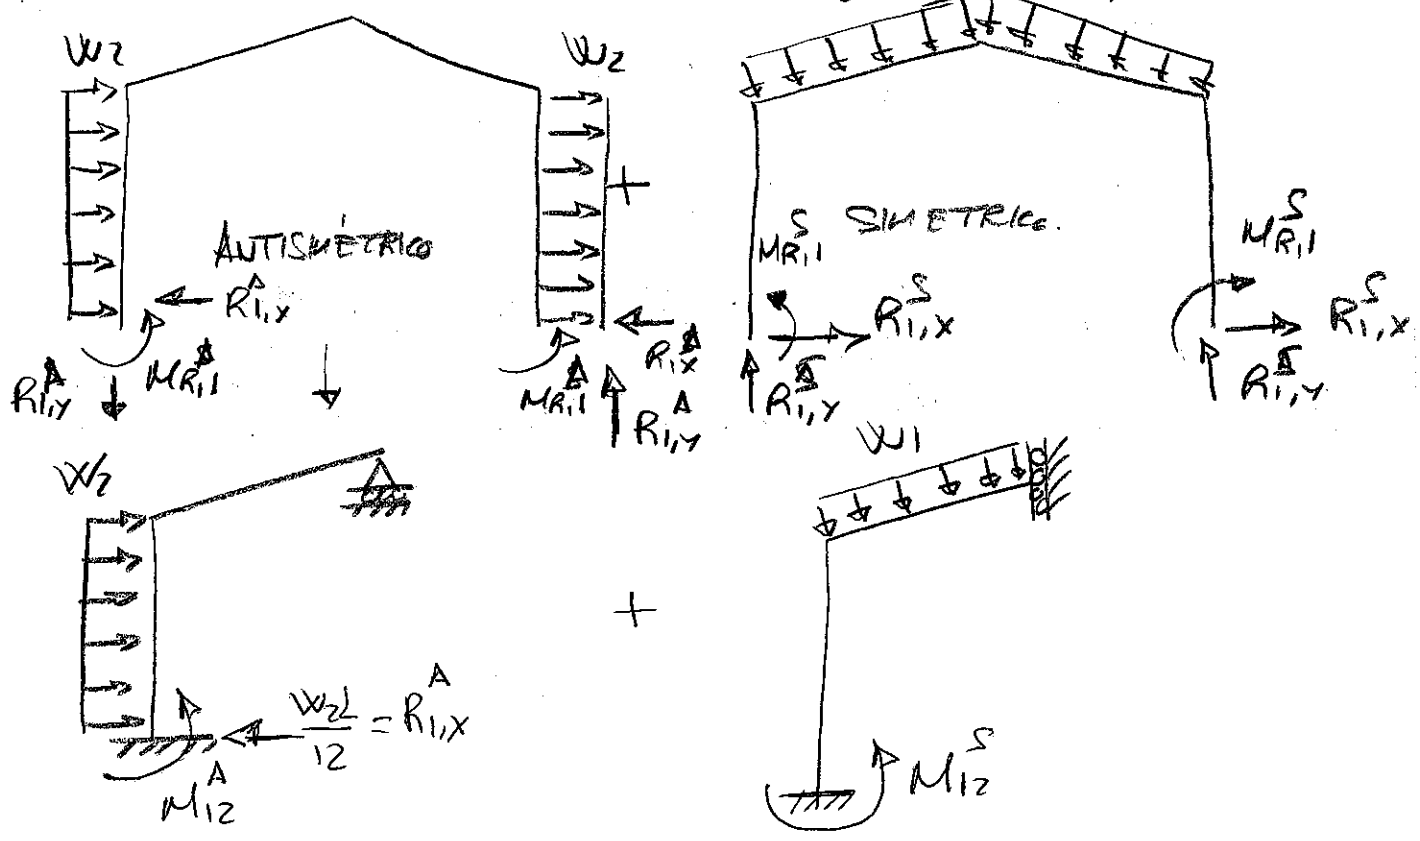 W2
W2
ANTISMÉTRICO
SIMETRICO.
R1,X^A
R1,Y^A
MR,1
R1,X
MR,1
R1,Y^A
MR,1^S
R1,X^S
R1,Y
MR,1^S
R1,X^S
R1,Y
+
W2
W1
+
W2L/12 = R1,X^A
M12^A
M12^S